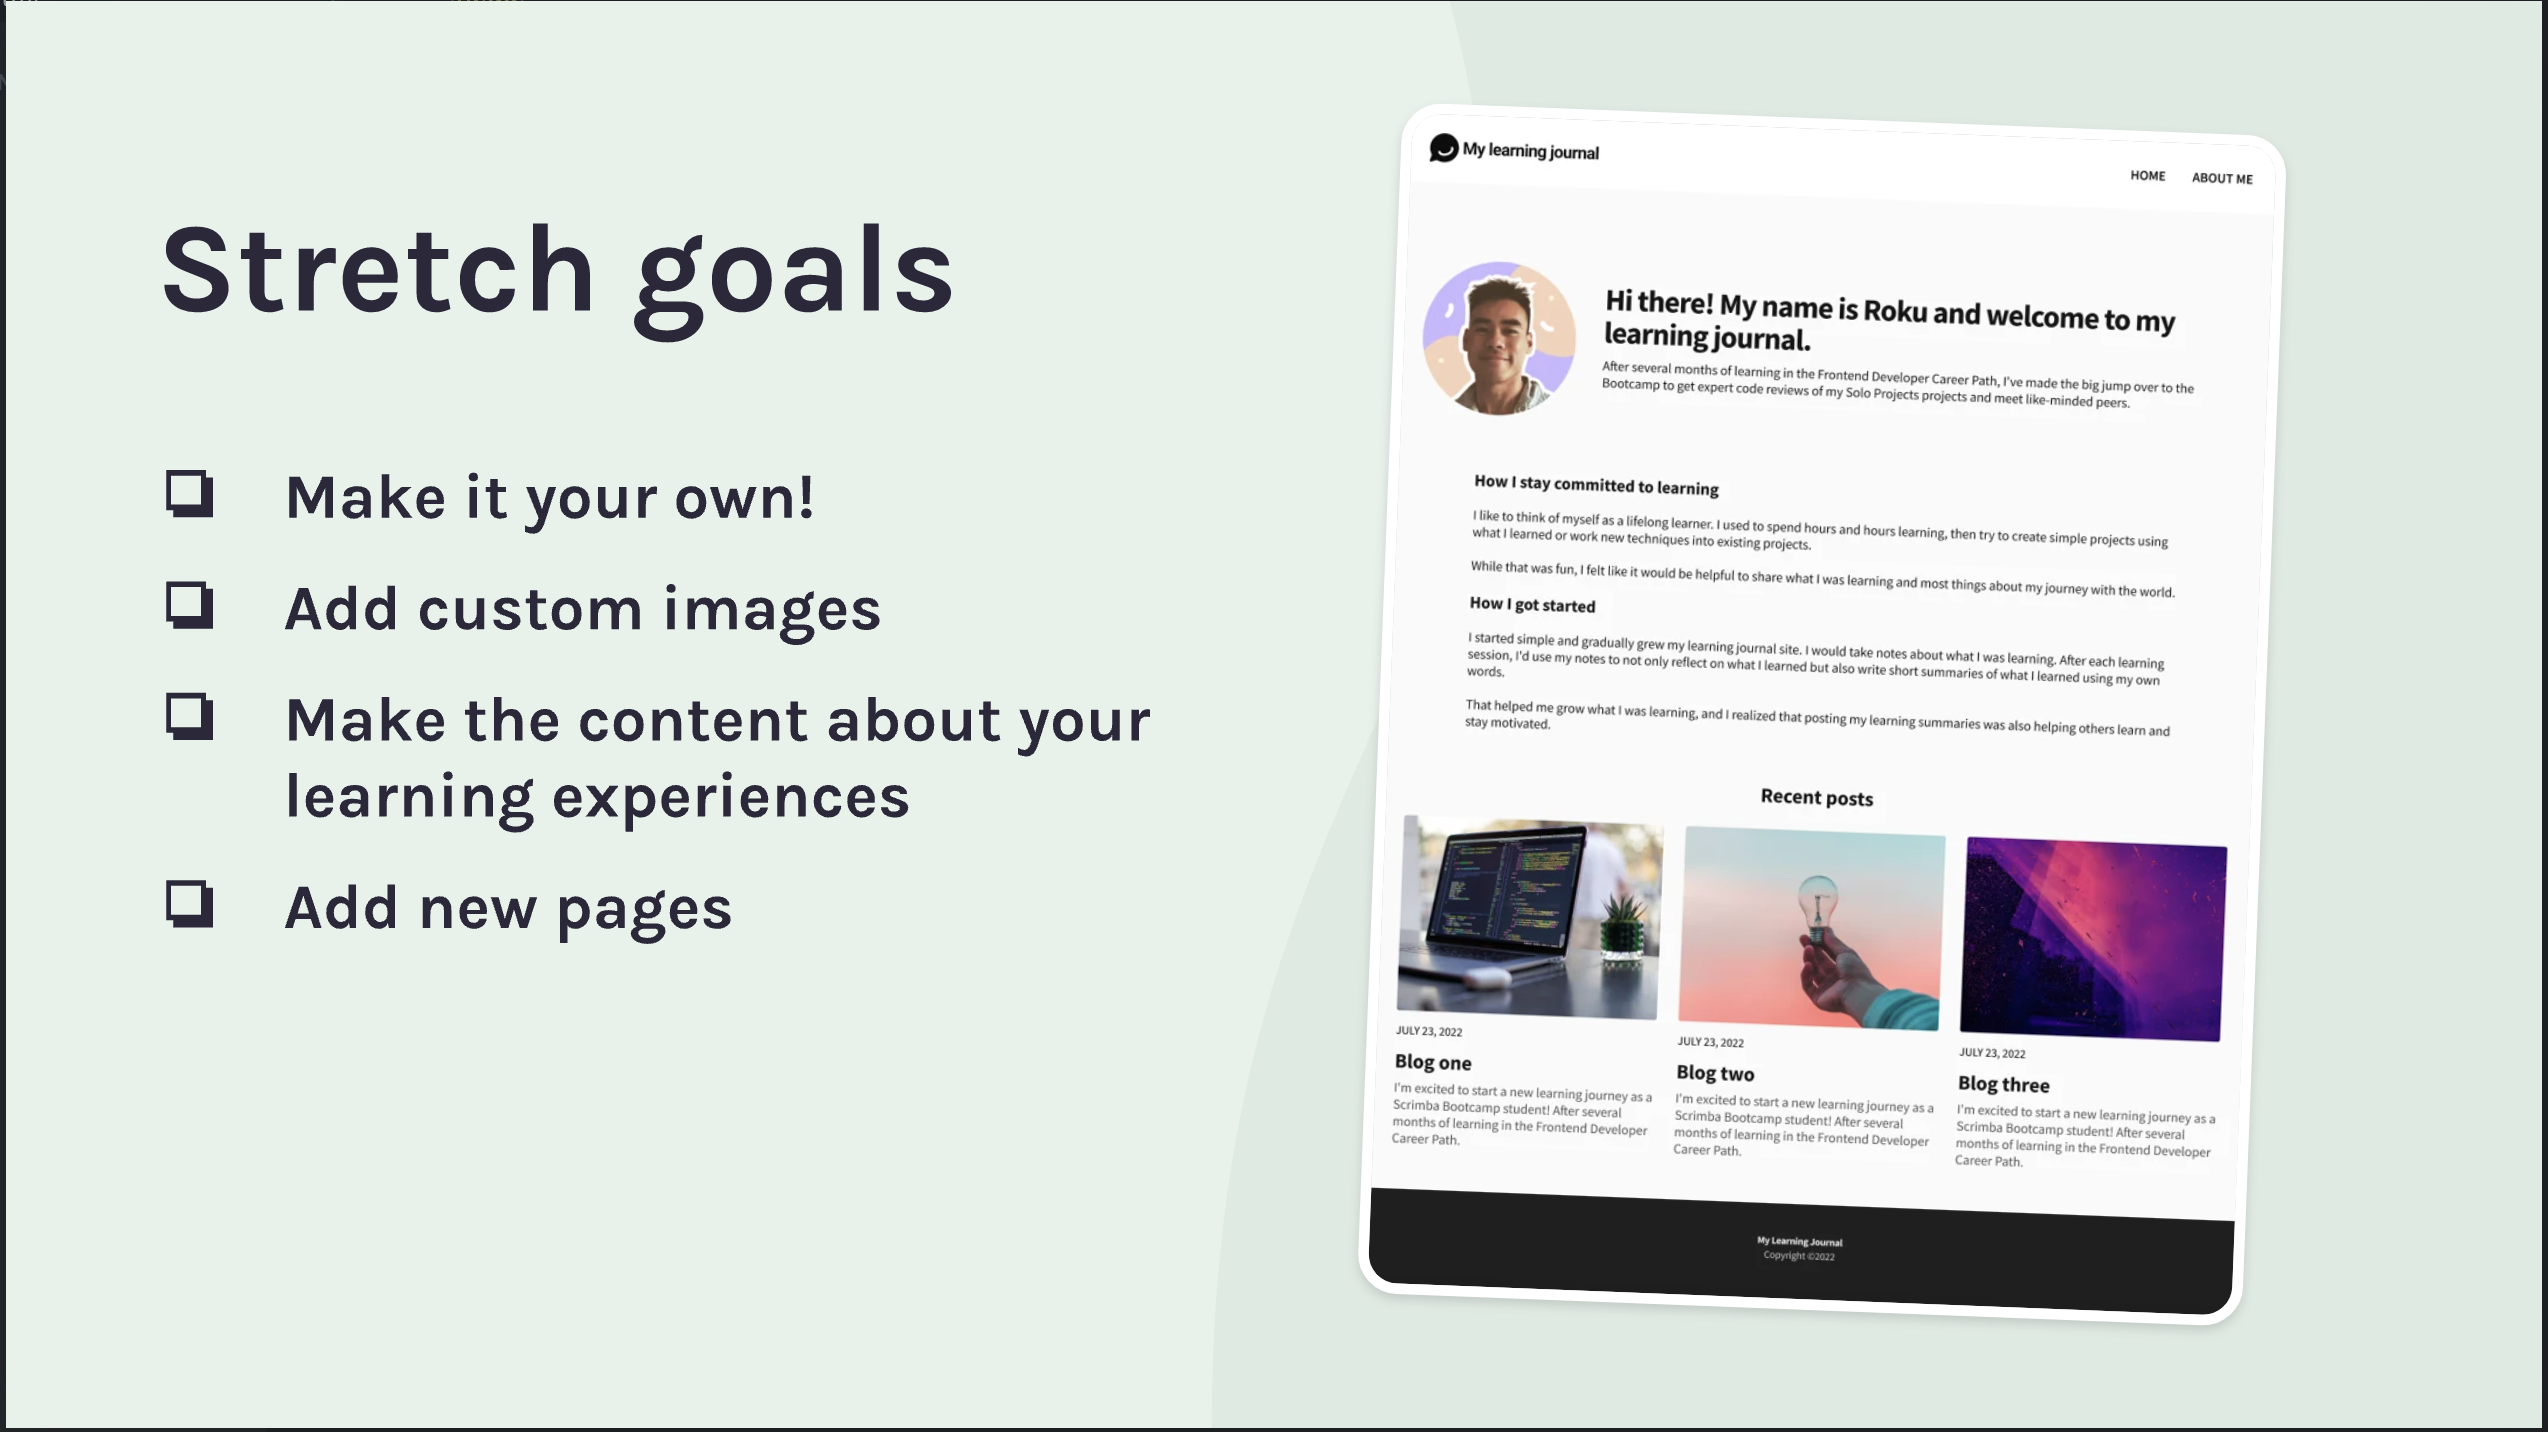 Stretch goals
Make it your own!
Add custom images
Make the content about your
learning experiences
Add new pages
My learning journal
HOME ABOUT ME
Hi there! My name is Roku and welcome to my
learning journal.
After several months of learning in the Frontend Developer Career Path, I've made the big jump over to the
Bootcamp to get expert code reviews of my Solo Projects projects and meet like-minded peers.
How I stay committed to learning
I like to think of myself as a lifelong learner. I used to spend hours and hours learning, then try to create simple projects using
what I learned or work new techniques into existing projects.
While that was fun, I felt like it would be helpful to share what I was learning and most things about my journey with the world.
How I got started
I started simple and gradually grew my learning journal site. I would take notes about what I was learning. After each learning
session, I'd use my notes to not only reflect on what I learned but also write short summaries of what I learned using my own
words.
That helped me grow what I was learning, and I realized that posting my learning summaries was also helping others learn and
stay motivated.
Recent posts
JULY 23, 2022
Blog one
I'm excited to start a new learning journey as a
Scrimba Bootcamp student! After several
months of learning in the Frontend Developer
Career Path.
JULY 23, 2022
Blog two
I'm excited to start a new learning journey as a
Scrimba Bootcamp student! After several
months of learning in the Frontend Developer
Career Path.
JULY 23, 2022
Blog three
I'm excited to start a new learning journey as a
Scrimba Bootcamp student! After several
months of learning in the Frontend Developer
Career Path.
My Learning Journal
Copyright ©2022